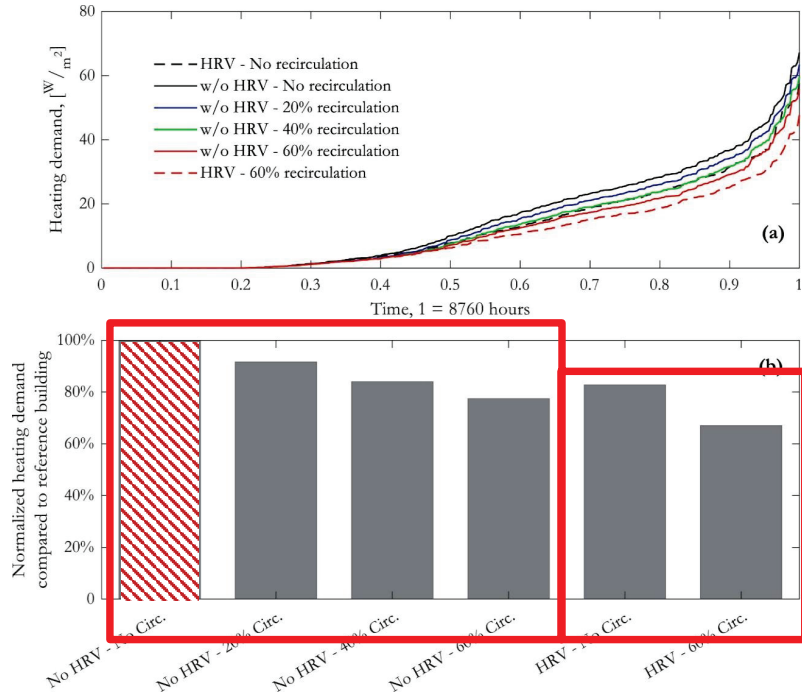 80
60
40
20
0
Heating demand, [W/m2]
HRV - No recirculation
w/o HRV - No recirculation
w/o HRV - 20% recirculation
w/o HRV - 40% recirculation
w/o HRV - 60% recirculation
HRV - 60% recirculation
(a)
0 0.1 0.2 0.3 0.4 0.5 0.6 0.7 0.8 0.9 1
Time, 1 = 8760 hours
Normalized heating demand
compared to reference building
100%
80%
60%
40%
20%
0
(b)
No HRV - No Circ.
No HRV - 20% Circ.
No HRV - 40% Circ.
No HRV - 60% Circ.
HRV - No Circ.
HRV - 60% Circ.